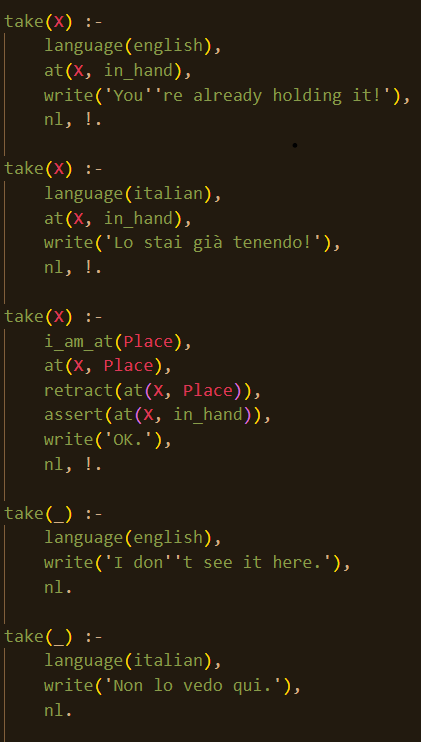 take(X) :-
    language(english),
    at(X, in_hand),
    write('You''re already holding it!'),
    nl, !.

take(X) :-
    language(italian),
    at(X, in_hand),
    write('Lo stai già tenendo!'),
    nl, !.

take(X) :-
    i_am_at(Place),
    at(X, Place),
    retract(at(X, Place)),
    assert(at(X, in_hand)),
    write('OK.'),
    nl, !.

take(_) :-
    language(english),
    write('I don''t see it here.'),
    nl.

take(_) :-
    language(italian),
    write('Non lo vedo qui.'),
    nl.